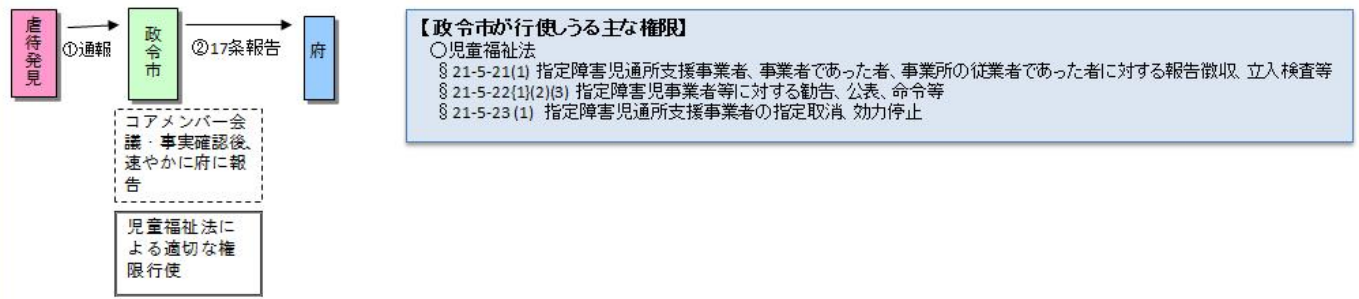 虐待発見
①通報
政令市
②17条報告
府
コアメンバー会
議・事実確認後、
速やかに府に報
告
児童福祉法に
よる適切な権
限行使
【政令市が行使しうる主な権限】
○児童福祉法
§21-5-21(1) 指定障害児通所支援事業者、事業者であった者、事業所の従業者であった者に対する報告徴収、立入検査等
§21-5-22{1}(2)(3) 指定障害児事業者等に対する勧告、公表、命令等
§21-5-23(1) 指定障害児通所支援事業者の指定取消、効力停止